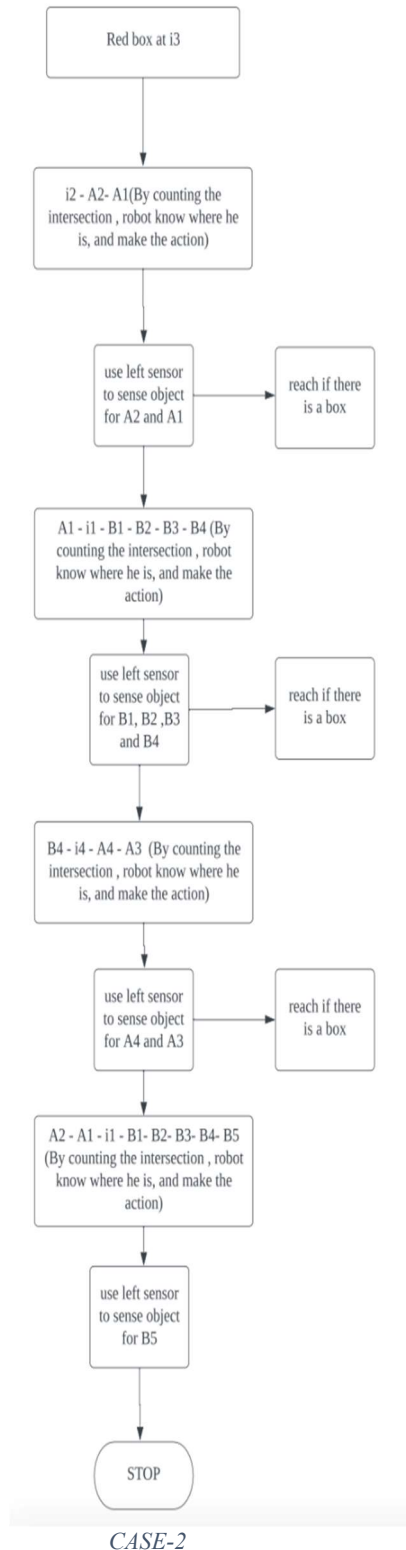 Red box at i3
i2 - A2- A1(By counting the
intersection , robot know where he
is, and make the action)
use left sensor
to sense object
for A2 and A1
reach if there
is a box
A1 - i1 - B1 - B2 - B3 - B4 (By
counting the intersection , robot
know where he is, and make the
action)
use left sensor
to sense object
for B1, B2 ,B3
and B4
reach if there
is a box
B4 - i4 - A4 - A3 (By counting the
intersection , robot know where he
is, and make the action)
use left sensor
to sense object
for A4 and A3
reach if there
is a box
A2 - A1 - i1 - B1- B2- B3- B4- B5
(By counting the intersection , robot
know where he is, and make the
action)
use left sensor
to sense object
for B5
STOP
CASE-2